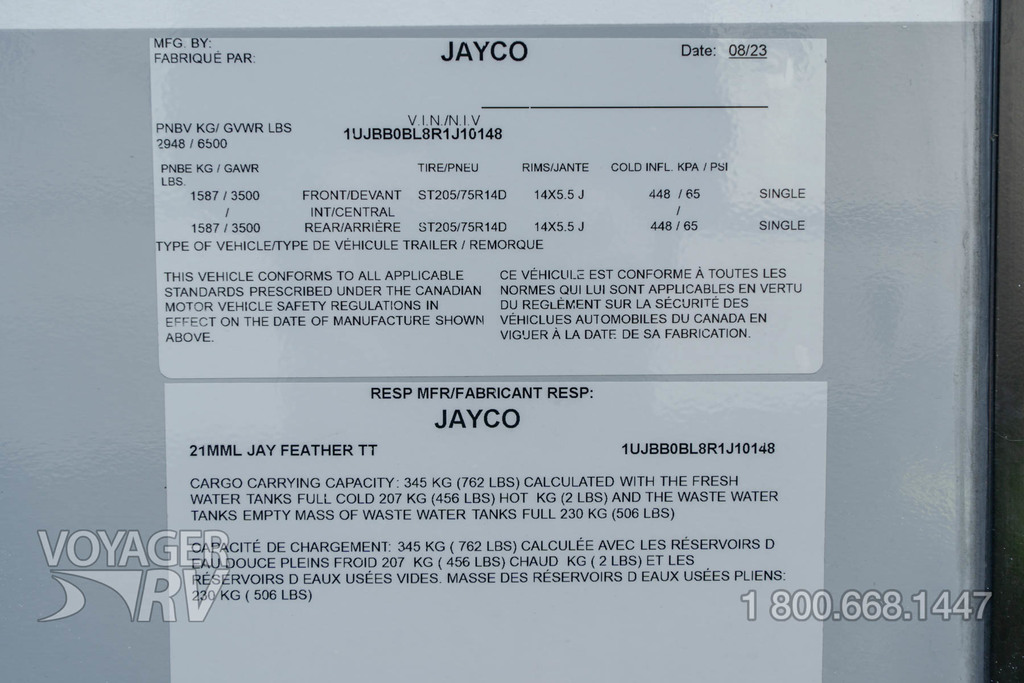 MFG. BY:
FABRIQUÉ PAR:
JAYCO
Date: 08/23
V.I.N./N.I.V
PNBV KG/ GVWR LBS
1UJBB0BL8R1J10148
2948 / 6500
PNBE KG / GAWR TIRE/PNEU RIMS/JANTE COLD INFL. KPA / PSI
LBS.
1587 / 3500 FRONT/DEVANT ST205/75R14D 14X5.5 J 448 / 65 SINGLE
/ INT/CENTRAL /
1587 / 3500 REAR/ARRIÈRE ST205/75R14D 14X5.5 J 448 / 65 SINGLE
TYPE OF VEHICLE/TYPE DE VÉHICULE TRAILER / REMORQUE
THIS VEHICLE CONFORMS TO ALL APPLICABLE
STANDARDS PRESCRIBED UNDER THE CANADIAN
MOTOR VEHICLE SAFETY REGULATIONS IN
EFFECT ON THE DATE OF MANUFACTURE SHOWN
ABOVE.
CE VÉHICULE EST CONFORME À TOUTES LES
NORMES QUI LUI SONT APPLICABLES EN VERTU
DU REGLÈMENT SUR LA SÉCURITÉ DES
VÉHICLUES AUTOMOBILES DU CANADA EN
VIGUER À LA DATE DE SA FABRICATION.
RESP MFR/FABRICANT RESP:
JAYCO
21MML JAY FEATHER TT 1UJBB0BL8R1J10148
CARGO CARRYING CAPACITY: 345 KG (762 LBS) CALCULATED WITH THE FRESH
WATER TANKS FULL COLD 207 KG (456 LBS) HOT KG (2 LBS) AND THE WASTE WATER
TANKS EMPTY MASS OF WASTE WATER TANKS FULL 230 KG (506 LBS)
CAPACITÉ DE CHARGEMENT: 345 KG ( 762 LBS) CALCULÉE AVEC LES RÉSERVOIRS D
EAU DOUCE PLEINS FROID 207 KG ( 456 LBS) CHAUD KG ( 2 LBS) ET LES
RÉSERVOIRS D EAUX USÉES VIDES. MASSE DES RÉSERVOIRS D EAUX USÉES PLIENS:
230 KG ( 506 LBS)
VOYAGER
RV
1 800.668.1447